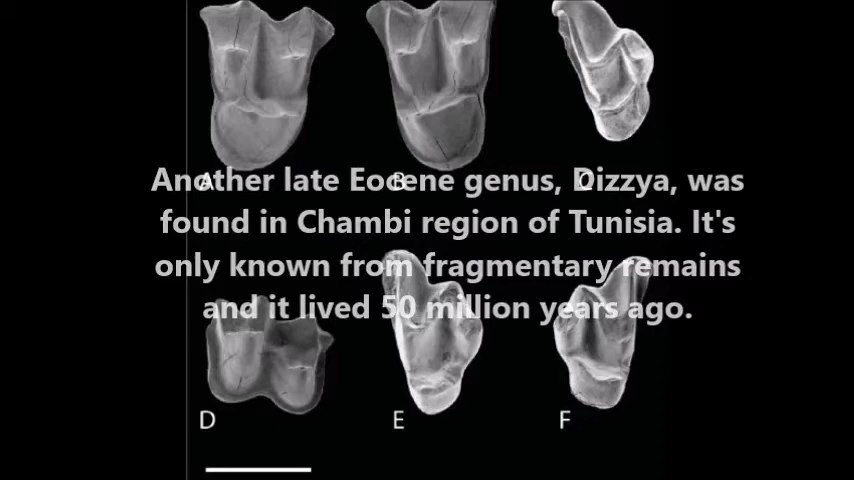 A B C
Another late Eocene genus, Dizzya, was
found in Chambi region of Tunisia. It's
only known from fragmentary remains
and it lived 50 million years ago.
D E F